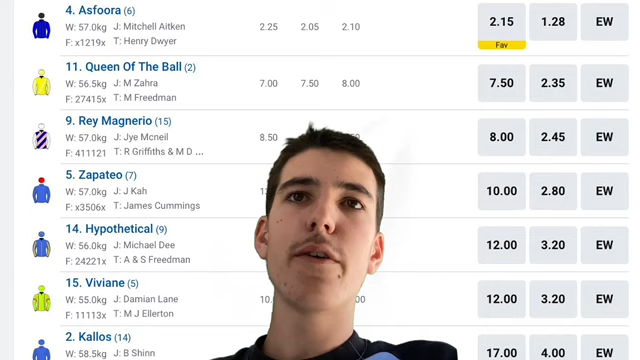 4. Asfoora (6)
W: 57.0kg J: Mitchell Aitken 2.25 2.05 2.10 2.15 1.28 EW
F: x1219x T: Henry Dwyer Fav
11. Queen Of The Ball (2)
W: 56.5kg J: M Zahra 7.00 7.50 8.00 7.50 2.35 EW
F: 27415x T: M Freedman
9. Rey Magnerio (15)
W: 57.0kg J: Jye Mcneil 8.50 8.00 2.45 EW
F: 411121 T: R Griffiths & M D ...
5. Zapateo (7)
W: 57.0kg J: J Kah 10.00 2.80 EW
F: x3506x T: James Cummings
14. Hypothetical (9)
W: 56.0kg J: Michael Dee 12.00 3.20 EW
F: 24221x T: A & S Freedman
15. Viviane (5)
W: 55.0kg J: Damian Lane 12.00 3.20 EW
F: 11113x T: M J Ellerton
2. Kallos (14)
W: 58.5kg J: B Shinn 17.00 4.00 EW